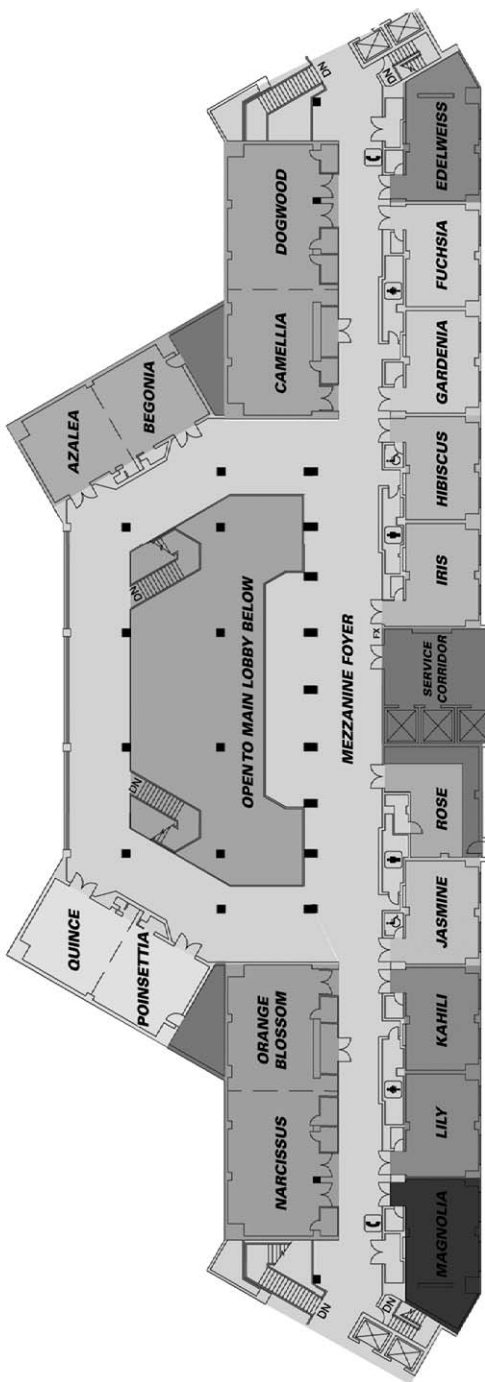 QUINCE
POINSETTIA
AZALEA
BEGONIA
NARCISSUS
ORANGE
BLOSSOM
CAMELLIA
DOGWOOD
DN
DN
DN
DN
OPEN TO MAIN LOBBY BELOW
MEZZANINE FOYER
FX
DN
DN
MAGNOLIA
LILY
KAHILI
JASMINE
ROSE
SERVICE
CORRIDOR
IRIS
HIBISCUS
GARDENIA
FUCHSIA
EDELWEISS